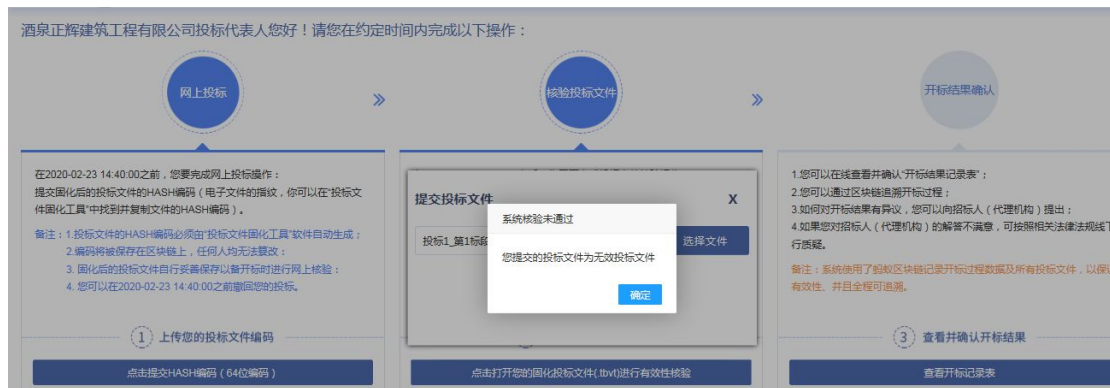 酒泉正辉建筑工程有限公司投标代表人您好！请您在约定时间内完成以下操作：
网上投标
核验投标文件
开标结果确认
在2020-02-23 14:40:00之前，您要完成网上投标操作：
提交固化后的投标文件的HASH编码（电子文件的指纹，你可以在“投标文
件固化工具”中找到并复制文件的HASH编码）。
备注：1.投标文件的HASH编码必须由“投标文件固化工具”软件自动生成；
2.编码将被保存在区块链上，任何人均无法篡改；
3. 固化后的投标文件自行妥善保存以备开标时进行网上核验；
4. 您可以在2020-02-23 14:40:00之前撤回您的投标。
1 上传您的投标文件编码
点击提交HASH编码（64位编码）
提交投标文件
X
投标1_第1标段
选择文件
系统核验未通过
您提交的投标文件为无效投标文件
确定
点击打开您的固化投标文件(.tbvt)进行有效性核验
1.您可以在线查看并确认“开标结果记录表”；
2.您可以通过区块链追溯开标过程；
3.如何对开标结果有异议，您可以向招标人（代理机构）提出；
4.如果您对招标人（代理机构）的解答不满意，可按照相关法律法规线下
行质疑。
备注：系统使用了蚂蚁区块链记录开标过程数据及所有投标文件，以保证
有效性、并且全程可追溯。
3 查看并确认开标结果
查看开标记录表